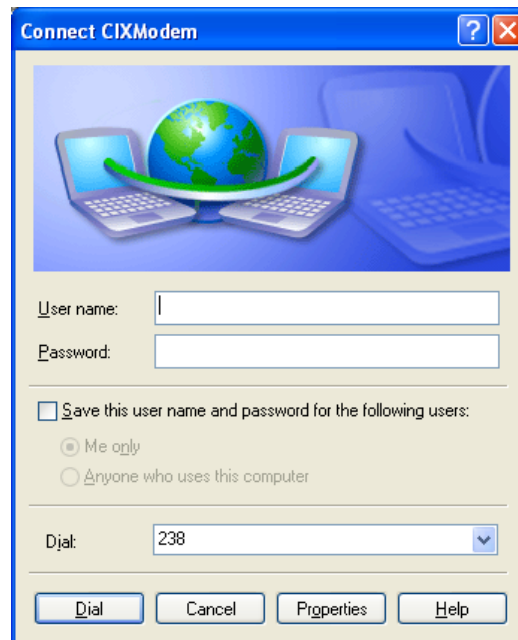 Connect CIXModem
User name:
Password:
Save this user name and password for the following users:
Me only
Anyone who uses this computer
Dial: 238
Dial Cancel Properties Help